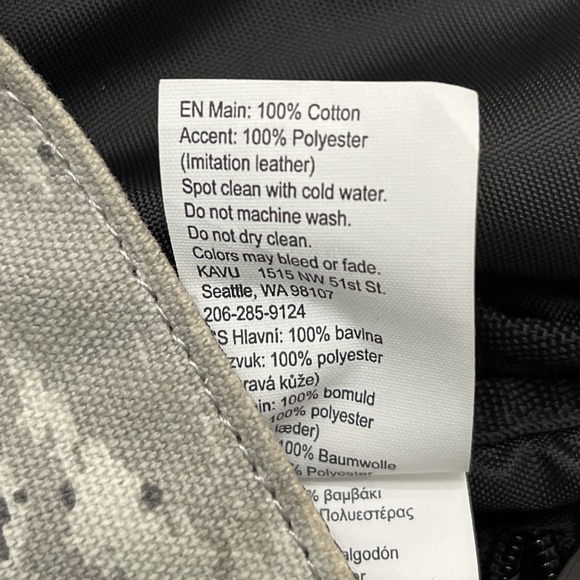 EN Main: 100% Cotton
Accent: 100% Polyester
(Imitation leather)
Spot clean with cold water.
Do not machine wash.
Do not dry clean.
Colors may bleed or fade.
KAVU 1515 NW 51st St.
Seattle, WA 98107
206-285-9124
Hlavní: 100% bavlna
100% polyester
kůže)
100% bomuld
100% polyester
100% Baumwolle
% Polyester
% βαμβάκι
Πολυεστέρας
algodón